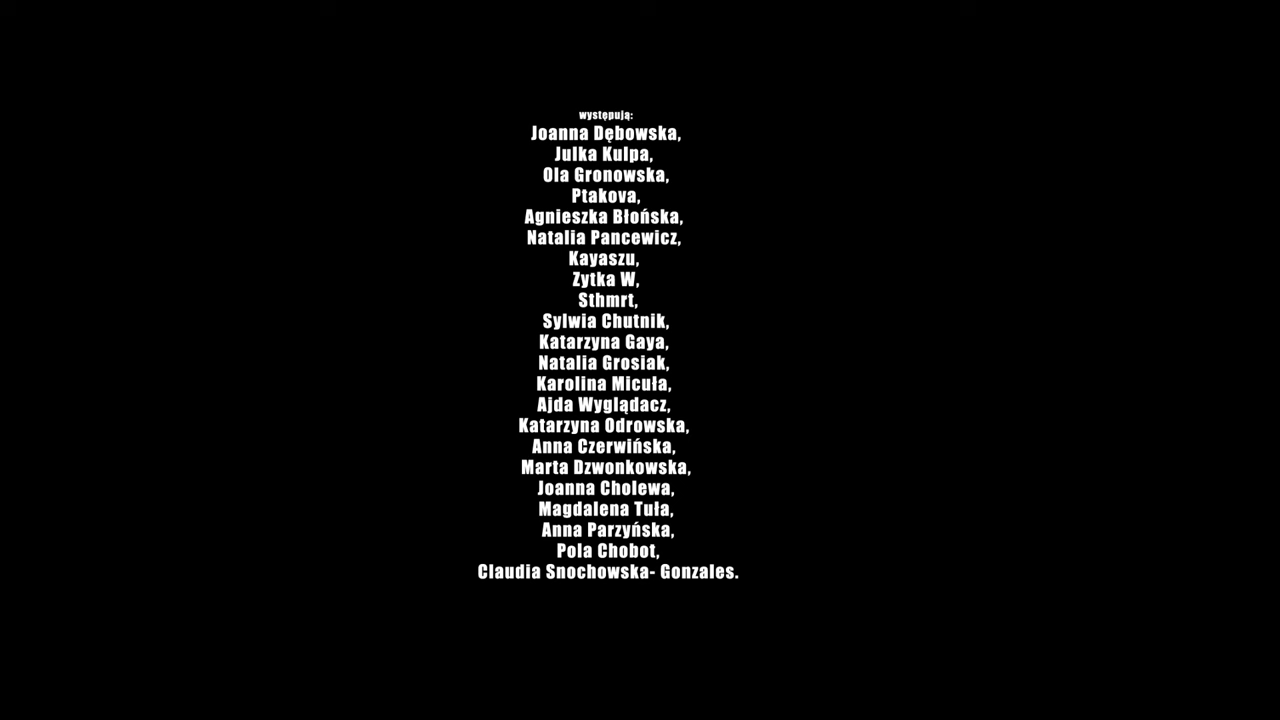 występują:
Joanna Dębowska,
Julka Kulpa,
Ola Gronowska,
Ptakova,
Agnieszka Błońska,
Natalia Pancewicz,
Kayaszu,
Zytka W,
Sthmrt,
Sylwia Chutnik,
Katarzyna Gaya,
Natalia Grosiak,
Karolina Micuła,
Ajda Wyglądacz,
Katarzyna Odrowska,
Anna Czerwińska,
Marta Dzwonkowska,
Joanna Cholewa,
Magdalena Tuła,
Anna Parzyńska,
Pola Chobot,
Claudia Snochowska- Gonzales.